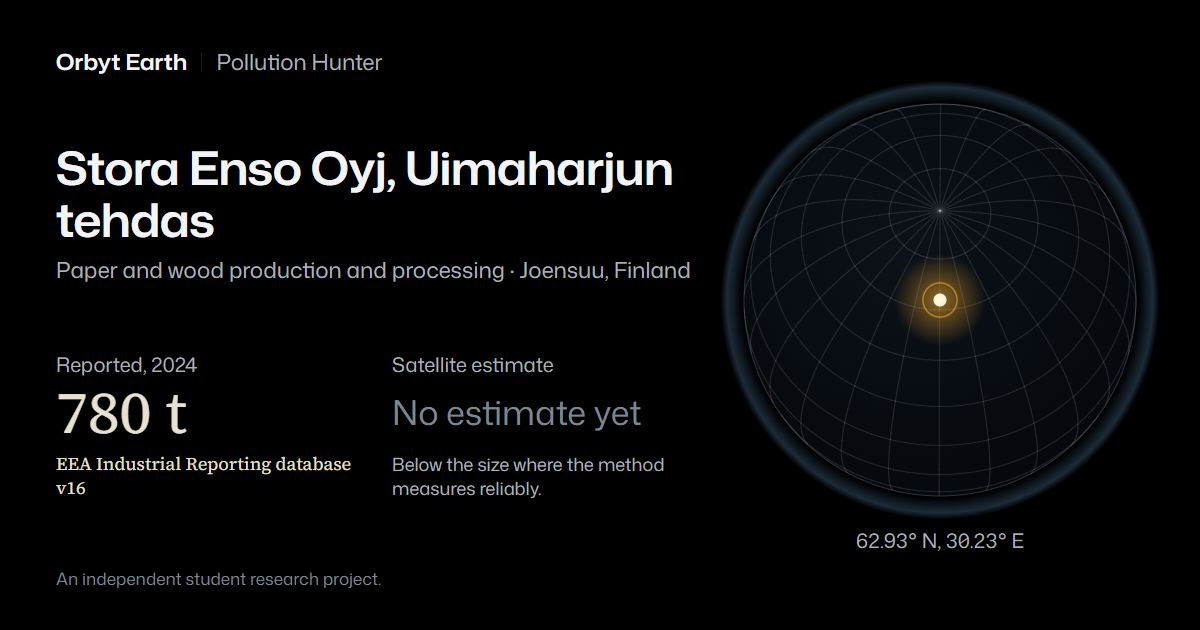 Orbyt Earth | Pollution Hunter
Stora Enso Oyj, Uimaharjun
tehdas
Paper and wood production and processing · Joensuu, Finland
Reported, 2024
780 t
EEA Industrial Reporting database
v16
Satellite estimate
No estimate yet
Below the size where the method
measures reliably.
62.93° N, 30.23° E
An independent student research project.